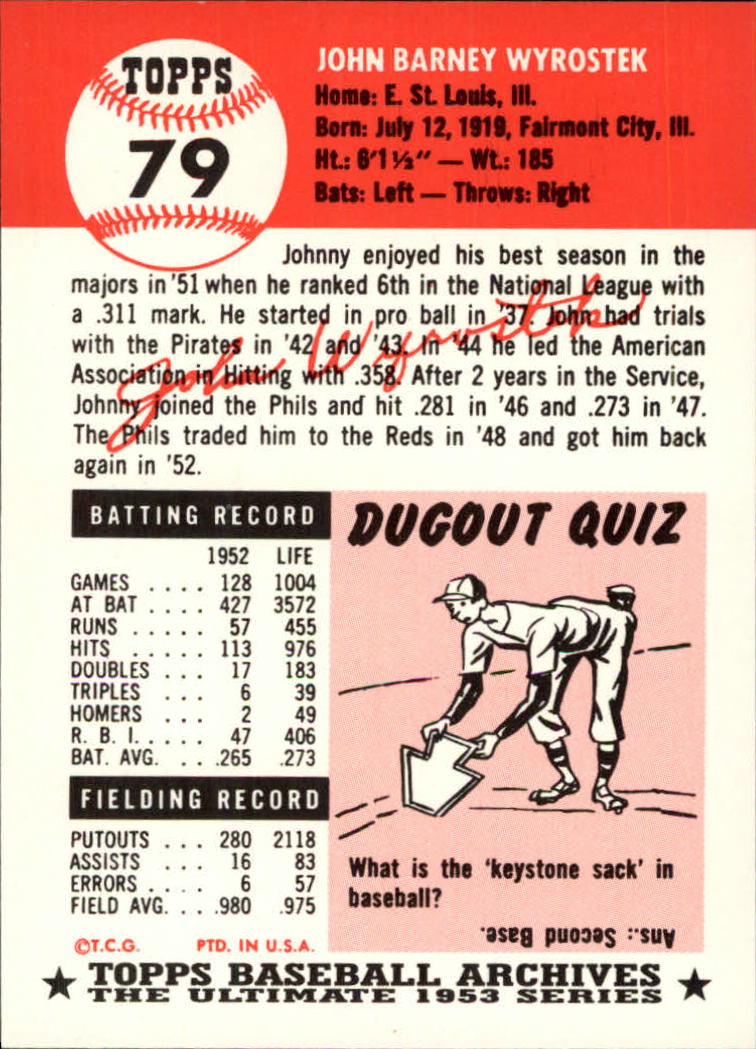 TOPPS
79
JOHN BARNEY WYROSTEK
Home: E. St. Louis, Ill.
Born: July 12, 1919, Fairmont City, Ill.
Ht.: 6'1½" — Wt.: 185
Bats: Left — Throws: Right
Johnny enjoyed his best season in the
majors in '51 when he ranked 6th in the National League with
a .311 mark. He started in pro ball in '37. John had trials
with the Pirates in '42 and '43. In '44 he led the American
Association in Hitting with .358. After 2 years in the Service,
Johnny joined the Phils and hit .281 in '46 and .273 in '47.
The Phils traded him to the Reds in '48 and got him back
again in '52.
John Wyrostek
BATTING RECORD
1952 LIFE
GAMES .... 128 1004
AT BAT .... 427 3572
RUNS ..... 57 455
HITS ..... 113 976
DOUBLES ... 17 183
TRIPLES ... 6 39
HOMERS ... 2 49
R. B. I. .... 47 406
BAT. AVG. ... .265 .273
FIELDING RECORD
PUTOUTS ... 280 2118
ASSISTS ... 16 83
ERRORS .... 6 57
FIELD AVG. ... .980 .975
©T.C.G. PTD. IN U.S.A.
DUGOUT QUIZ
What is the 'keystone sack' in
baseball?
Ans.: Second Base.
★ TOPPS BASEBALL ARCHIVES ★
THE ULTIMATE 1953 SERIES